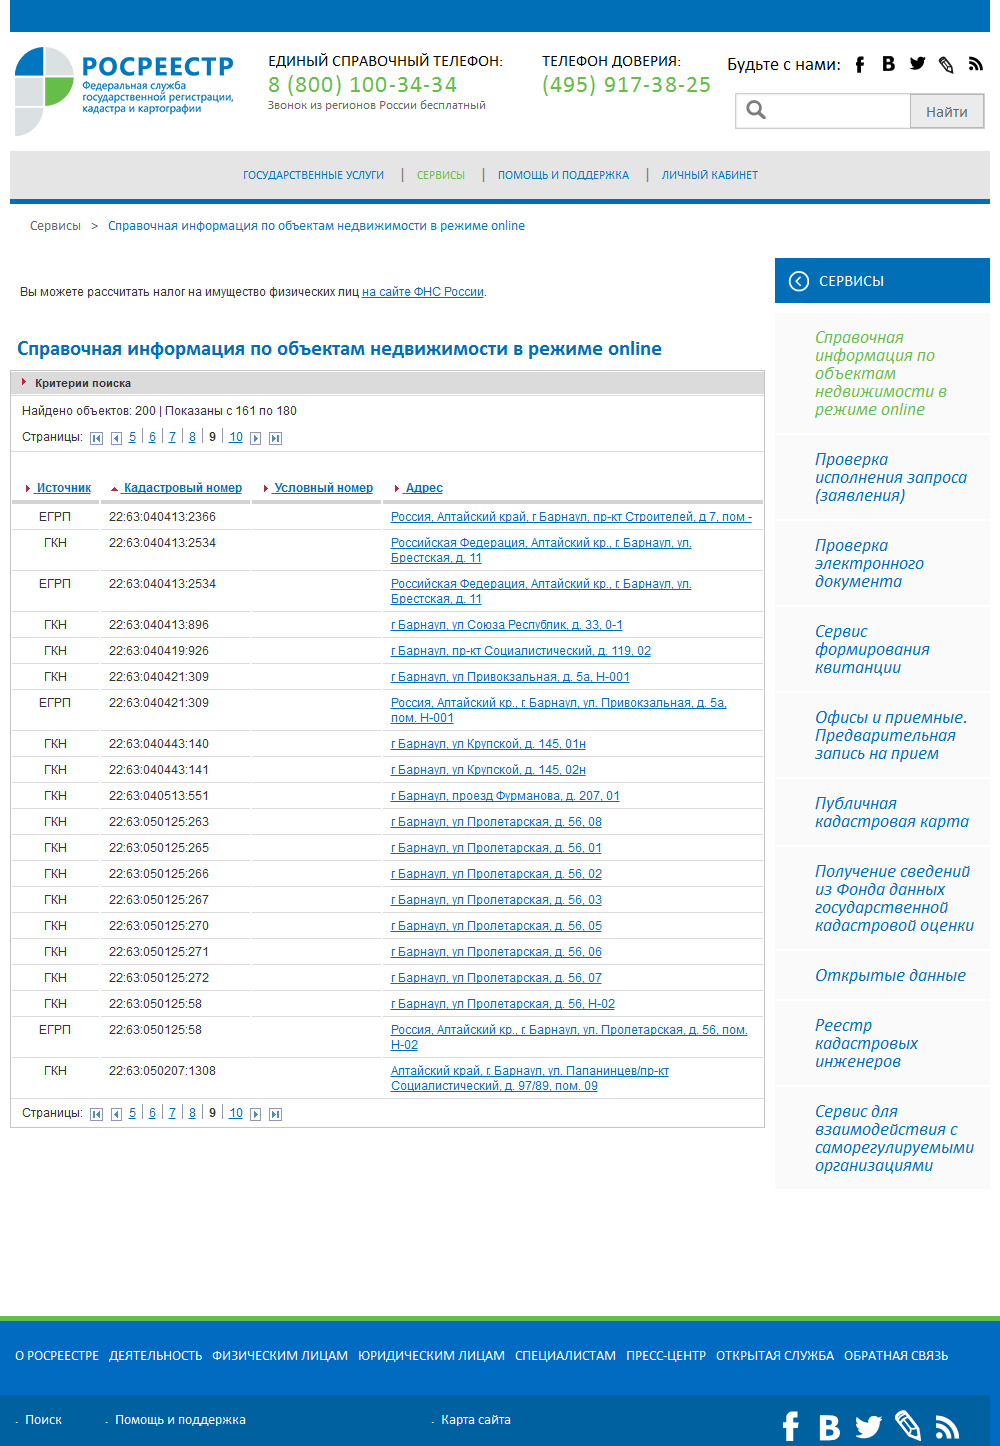 РОСРЕЕСТР
Федеральная служба
государственной регистрации,
кадастра и картографии
ЕДИНЫЙ СПРАВОЧНЫЙ ТЕЛЕФОН:
8 (800) 100-34-34
Звонок из регионов России бесплатный
ТЕЛЕФОН ДОВЕРИЯ:
(495) 917-38-25
Будьте с нами:
Найти
ГОСУДАРСТВЕННЫЕ УСЛУГИ | СЕРВИСЫ | ПОМОЩЬ И ПОДДЕРЖКА | ЛИЧНЫЙ КАБИНЕТ
Сервисы > Справочная информация по объектам недвижимости в режиме online
Вы можете рассчитать налог на имущество физических лиц на сайте ФНС России.
Справочная информация по объектам недвижимости в режиме online
Критерии поиска
Найдено объектов: 200 | Показаны с 161 по 180
Страницы: 5 | 6 | 7 | 8 | 9 | 10
Источник Кадастровый номер Условный номер Адрес
ЕГРП 22:63:040413:2366 Россия, Алтайский край, г Барнаул, пр-кт Строителей, д 7, пом -
ГКН 22:63:040413:2534 Российская Федерация, Алтайский кр., г. Барнаул, ул.
Брестская, д. 11
ЕГРП 22:63:040413:2534 Российская Федерация, Алтайский кр., г. Барнаул, ул.
Брестская, д. 11
ГКН 22:63:040413:896 г Барнаул, ул Союза Республик, д. 33, 0-1
ГКН 22:63:040419:926 г Барнаул, пр-кт Социалистический, д. 119, 02
ГКН 22:63:040421:309 г Барнаул, ул Привокзальная, д. 5а, Н-001
ЕГРП 22:63:040421:309 Россия, Алтайский кр., г. Барнаул, ул. Привокзальная, д. 5а,
пом. Н-001
ГКН 22:63:040443:140 г Барнаул, ул Крупской, д. 145, 01н
ГКН 22:63:040443:141 г Барнаул, ул Крупской, д. 145, 02н
ГКН 22:63:040513:551 г Барнаул, проезд Фурманова, д. 207, 01
ГКН 22:63:050125:263 г Барнаул, ул Пролетарская, д. 56, 08
ГКН 22:63:050125:265 г Барнаул, ул Пролетарская, д. 56, 01
ГКН 22:63:050125:266 г Барнаул, ул Пролетарская, д. 56, 02
ГКН 22:63:050125:267 г Барнаул, ул Пролетарская, д. 56, 03
ГКН 22:63:050125:270 г Барнаул, ул Пролетарская, д. 56, 05
ГКН 22:63:050125:271 г Барнаул, ул Пролетарская, д. 56, 06
ГКН 22:63:050125:272 г Барнаул, ул Пролетарская, д. 56, 07
ГКН 22:63:050125:58 г Барнаул, ул Пролетарская, д. 56, Н-02
ЕГРП 22:63:050125:58 Россия, Алтайский кр., г. Барнаул, ул. Пролетарская, д. 56, пом.
Н-02
ГКН 22:63:050207:1308 Алтайский край, г. Барнаул, ул. Папанинцев/пр-кт
Социалистический, д. 97/89, пом. 09
Страницы: 5 | 6 | 7 | 8 | 9 | 10
СЕРВИСЫ
Справочная
информация по
объектам
недвижимости в
режиме online
Проверка
исполнения запроса
(заявления)
Проверка
электронного
документа
Сервис
формирования
квитанции
Офисы и приемные.
Предварительная
запись на прием
Публичная
кадастровая карта
Получение сведений
из Фонда данных
государственной
кадастровой оценки
Открытые данные
Реестр
кадастровых
инженеров
Сервис для
взаимодействия с
саморегулируемыми
организациями
О РОСРЕЕСТРЕ ДЕЯТЕЛЬНОСТЬ ФИЗИЧЕСКИМ ЛИЦАМ ЮРИДИЧЕСКИМ ЛИЦАМ СПЕЦИАЛИСТАМ ПРЕСС-ЦЕНТР ОТКРЫТАЯ СЛУЖБА ОБРАТНАЯ СВЯЗЬ
Поиск Помощь и поддержка Карта сайта